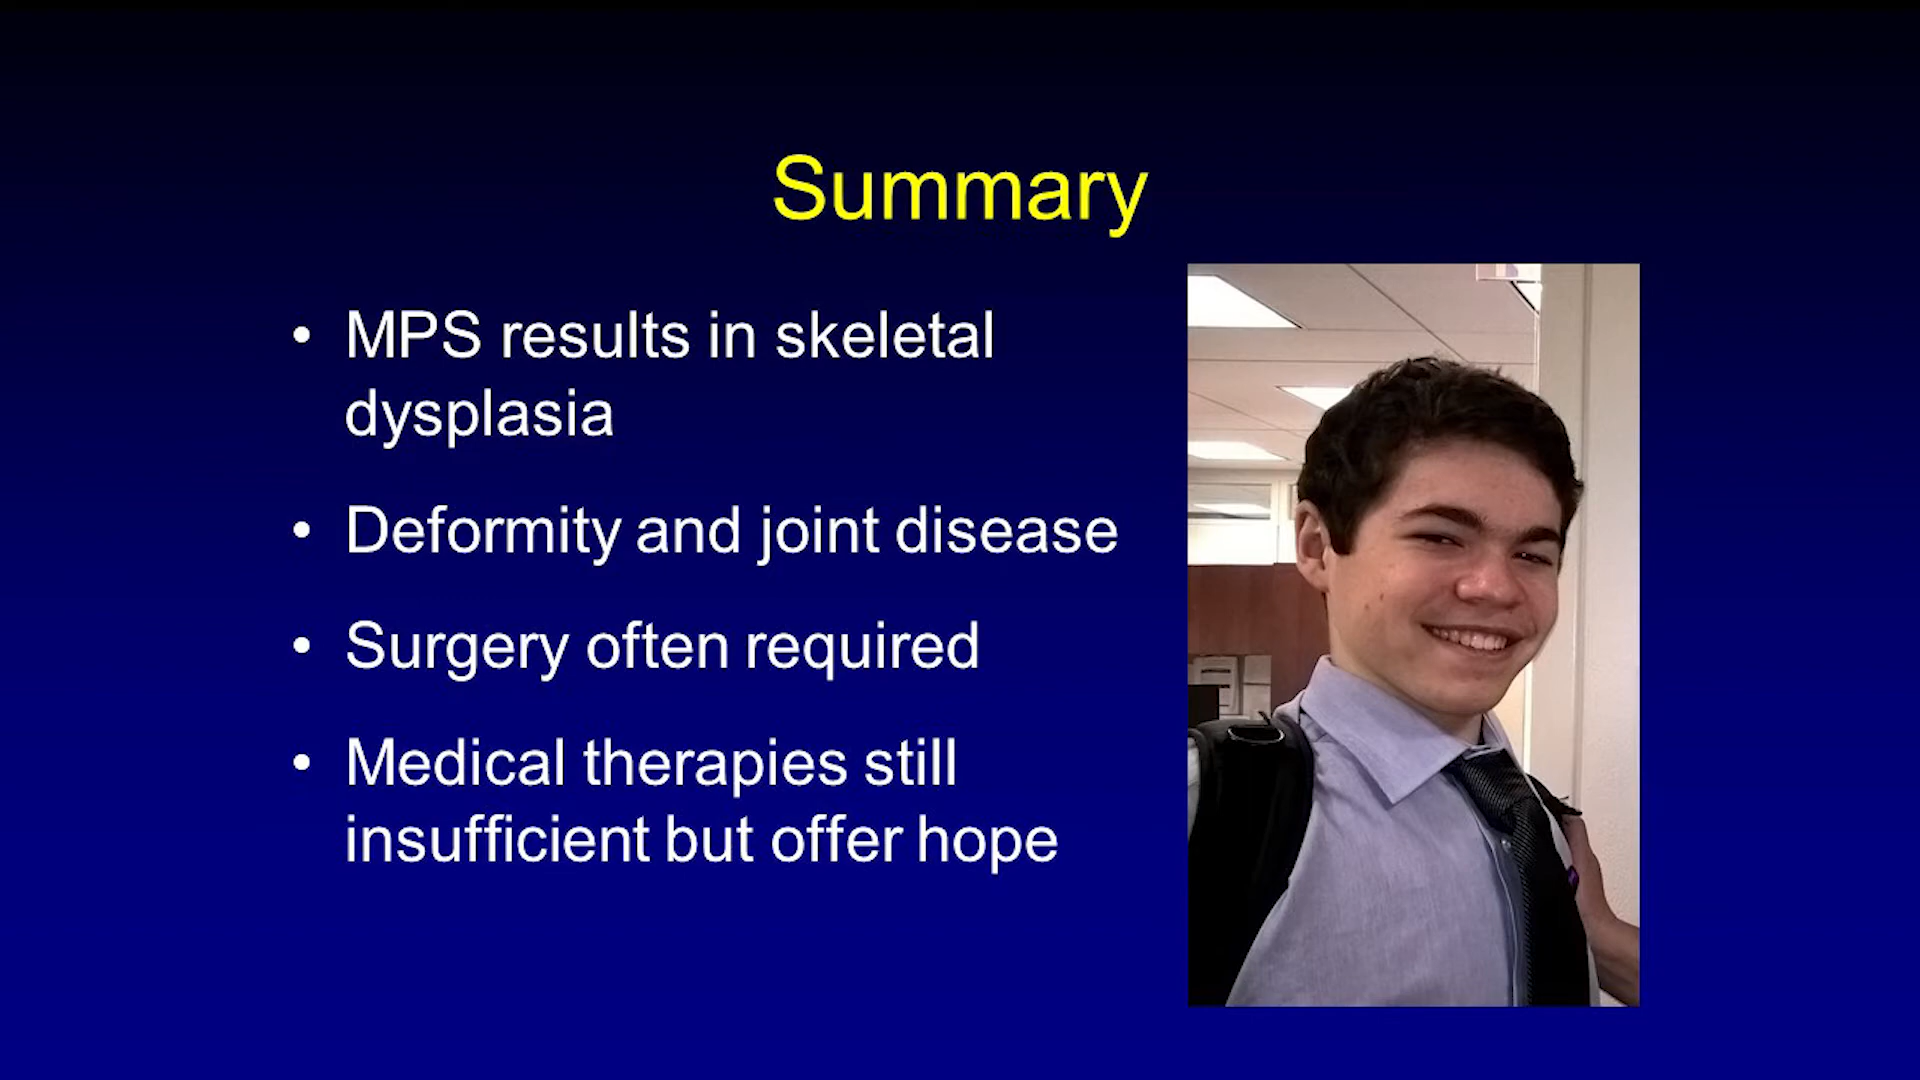 Summary
• MPS results in skeletal
dysplasia
• Deformity and joint disease
• Surgery often required
• Medical therapies still
insufficient but offer hope